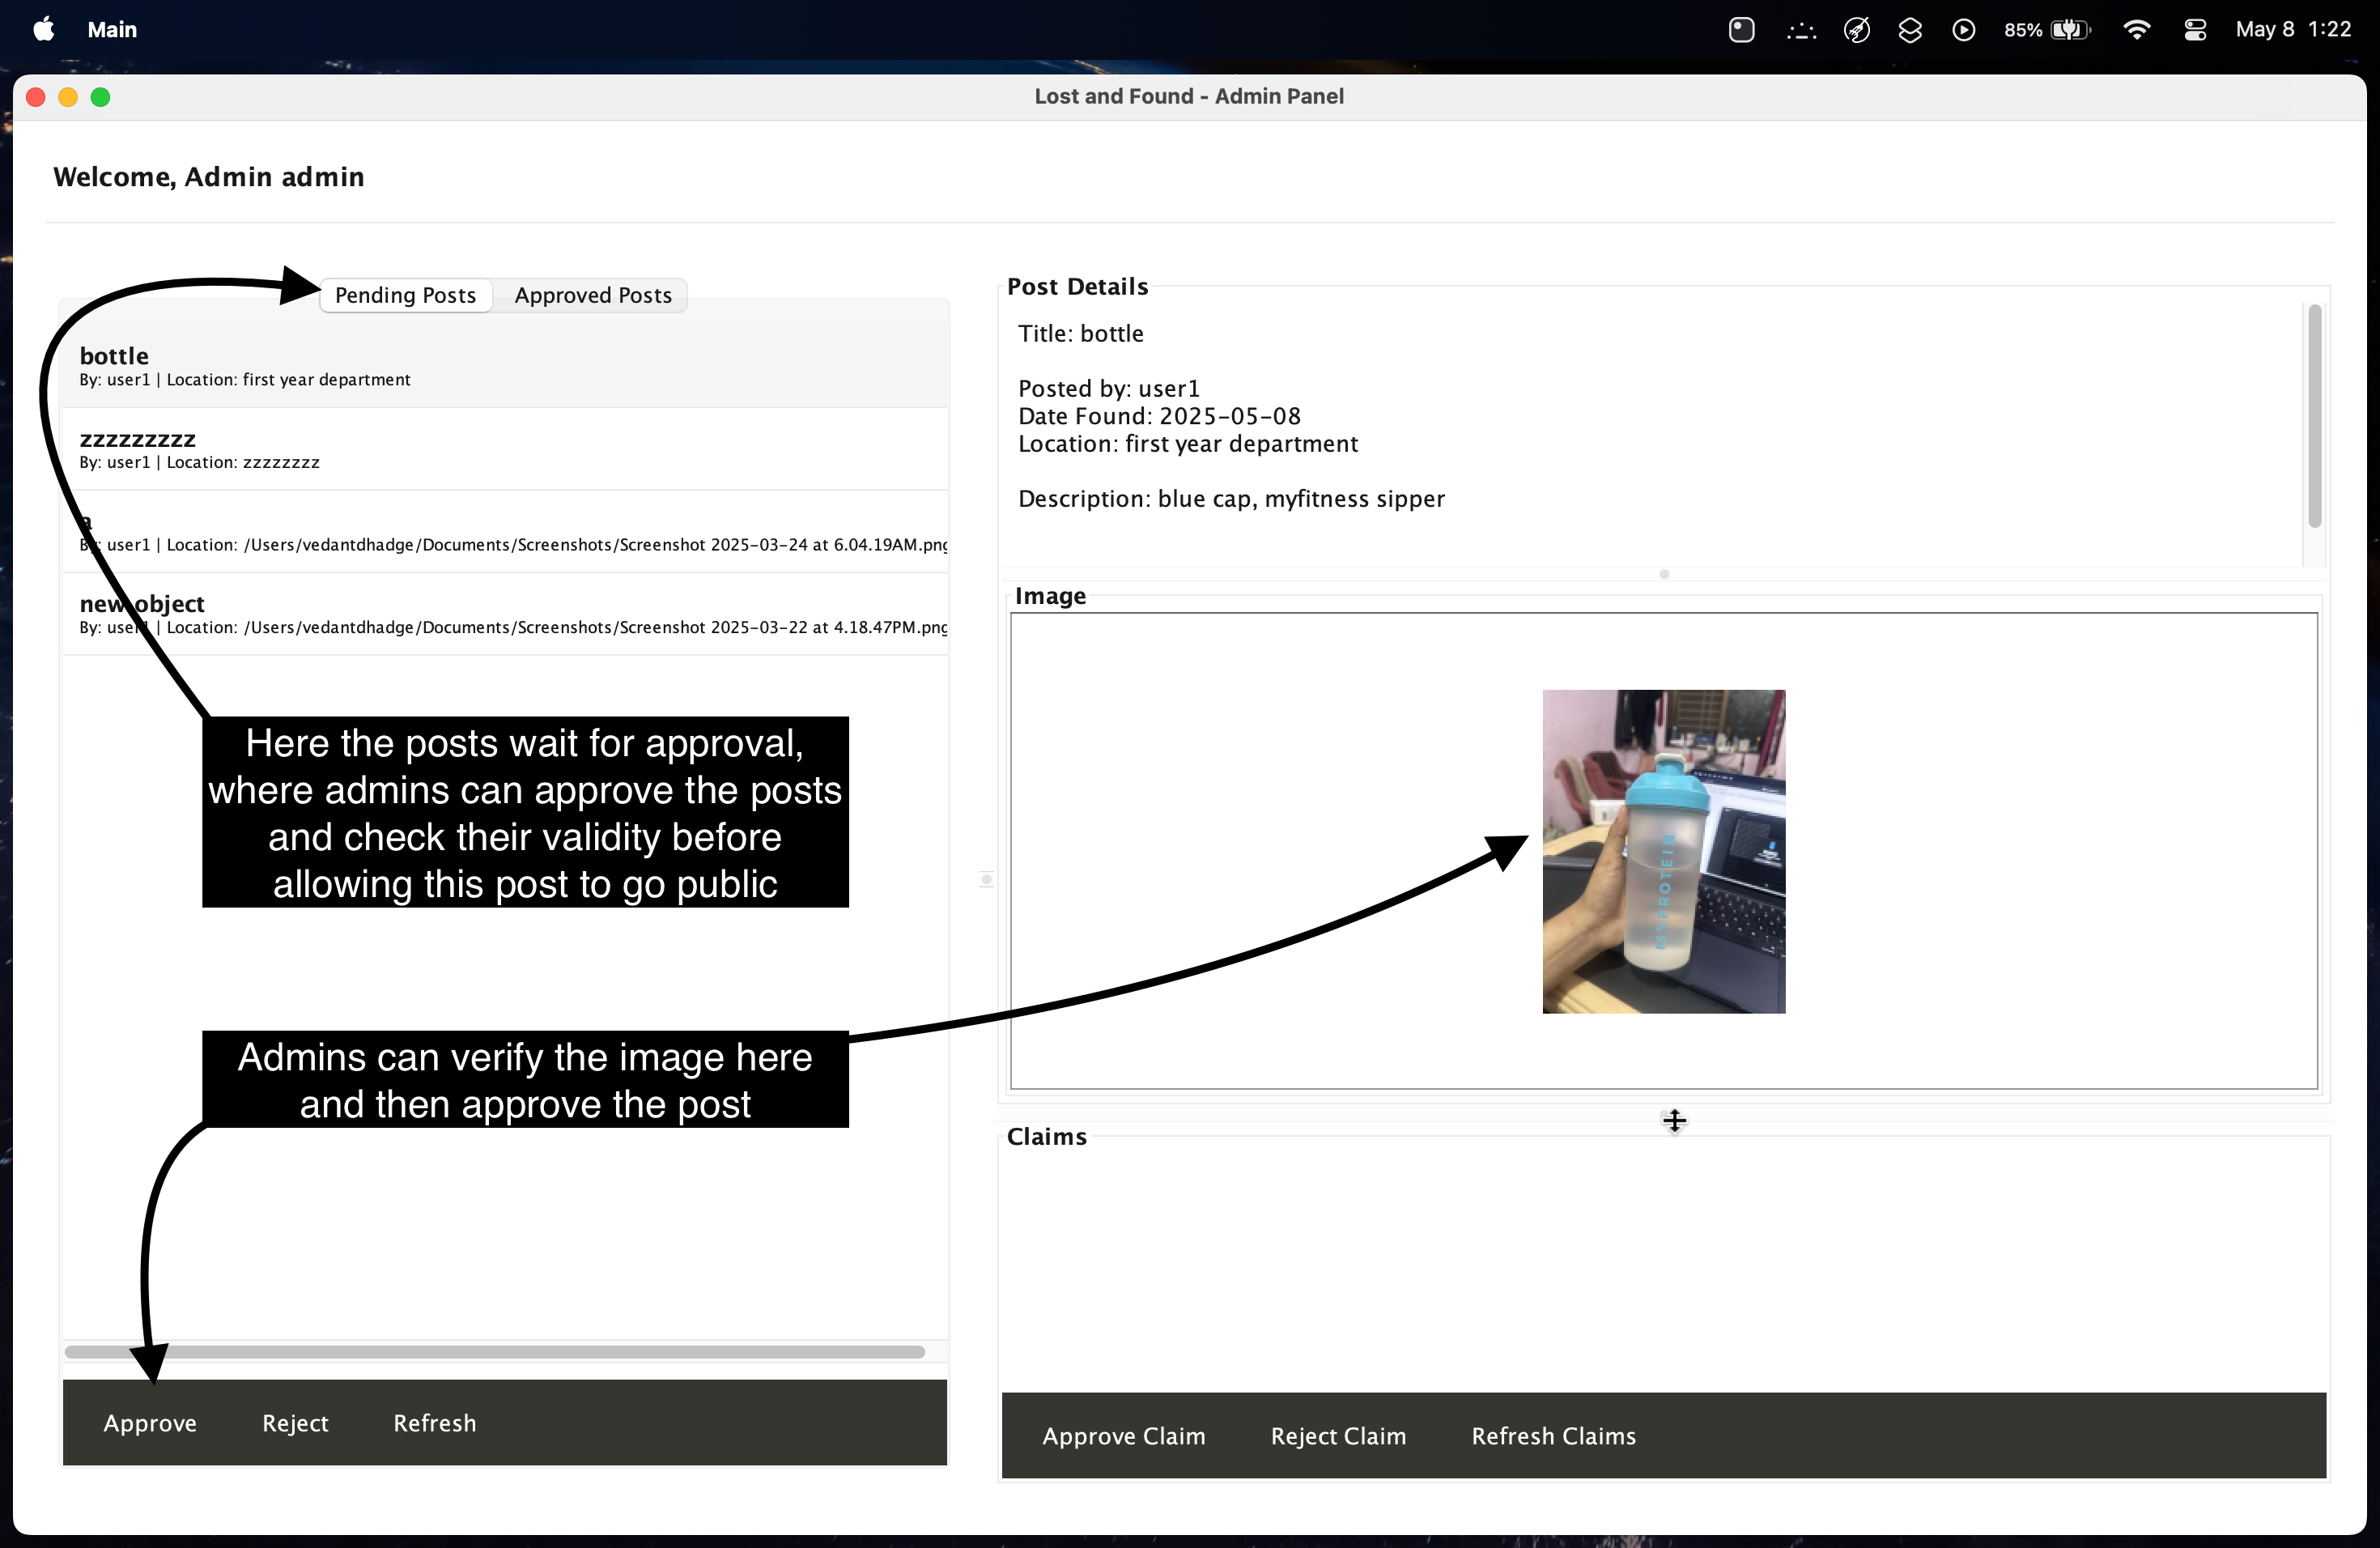 Main
85%
May 8 1:22
Lost and Found - Admin Panel
Welcome, Admin admin
Pending Posts
Approved Posts
bottle
By: user1 | Location: first year department
zzzzzzzzz
By: user1 | Location: zzzzzzzz
a
By: user1 | Location: /Users/vedantdhadge/Documents/Screenshots/Screenshot 2025-03-24 at 6.04.19AM.png
new object
By: user1 | Location: /Users/vedantdhadge/Documents/Screenshots/Screenshot 2025-03-22 at 4.18.47PM.png
Here the posts wait for approval,
where admins can approve the posts
and check their validity before
allowing this post to go public
Admins can verify the image here
and then approve the post
Approve
Reject
Refresh
Post Details
Title: bottle
Posted by: user1
Date Found: 2025-05-08
Location: first year department
Description: blue cap, myfitness sipper
Image
MYPROTEIN
Claims
Approve Claim
Reject Claim
Refresh Claims